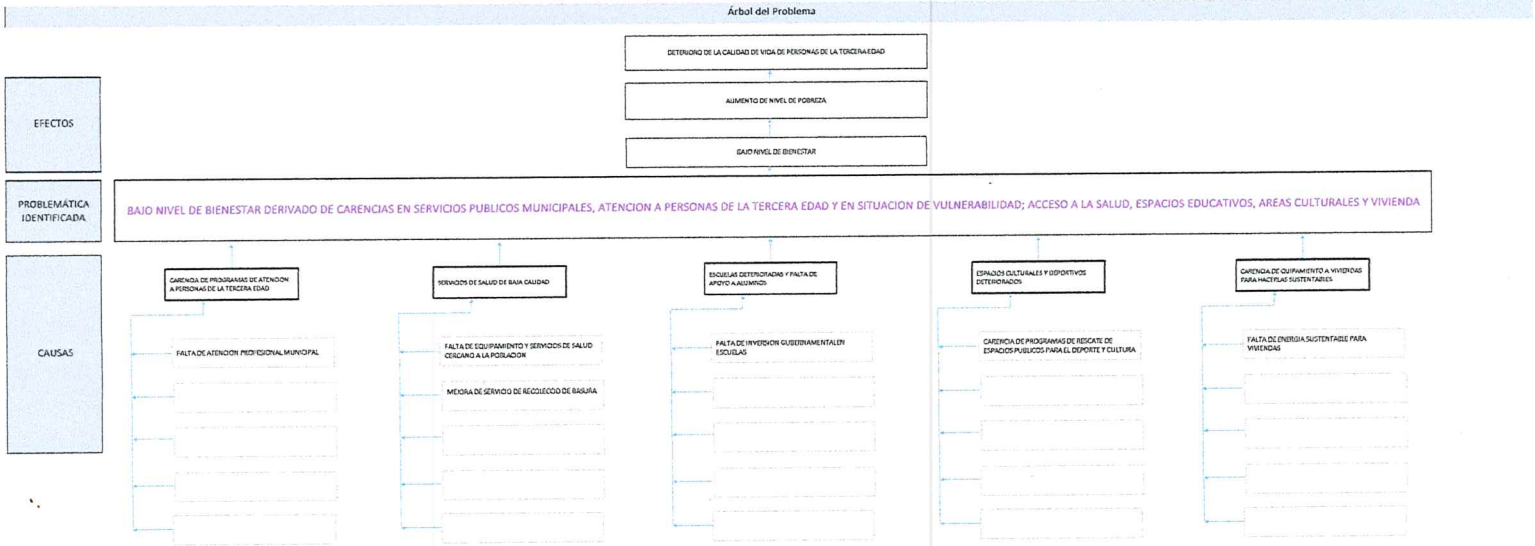 Árbol del Problema
DETERIORO DE LA CALIDAD DE VIDA DE PERSONAS DE LA TERCERA EDAD
AUMENTO DE NIVEL DE POBREZA
EFECTOS
BAJO NIVEL DE BIENESTAR
PROBLEMÁTICA
IDENTIFICADA
BAJO NIVEL DE BIENESTAR DERIVADO DE CARENCIAS EN SERVICIOS PUBLICOS MUNICIPALES, ATENCION A PERSONAS DE LA TERCERA EDAD Y EN SITUACION DE VULNERABILIDAD; ACCESO A LA SALUD, ESPACIOS EDUCATIVOS, AREAS CULTURALES Y VIVIENDA
CAUSAS
CARENCIA DE PROGRAMAS DE ATENCION
A PERSONAS DE LA TERCERA EDAD
FALTA DE ATENCION PROFESIONAL MUNICIPAL
SERVICIOS DE SALUD DE BAJA CALIDAD
FALTA DE EQUIPAMIENTO Y SERVICIOS DE SALUD
CERCANO A LA POBLACION
MEJORA DE SERVICIO DE RECOLECCIO DE BASURA
ESCUELAS DETERIORADAS Y FALTA DE
APOYO A ALUMNOS
FALTA DE INVERSION GUBERNAMENTAL EN
ESCUELAS
ESPACIOS CULTURALES Y DEPORTIVOS
DETERIORADOS
CARENCIA DE PROGRAMAS DE RESCATE DE
ESPACIOS PUBLICOS PARA EL DEPORTE Y CULTURA
CARENCIA DE QUIPAMIENTO A VIVIENDAS
PARA HACERLAS SUSTENTABLES.
FALTA DE ENERGIA SUSTENTABLE PARA
VIVIENDAS